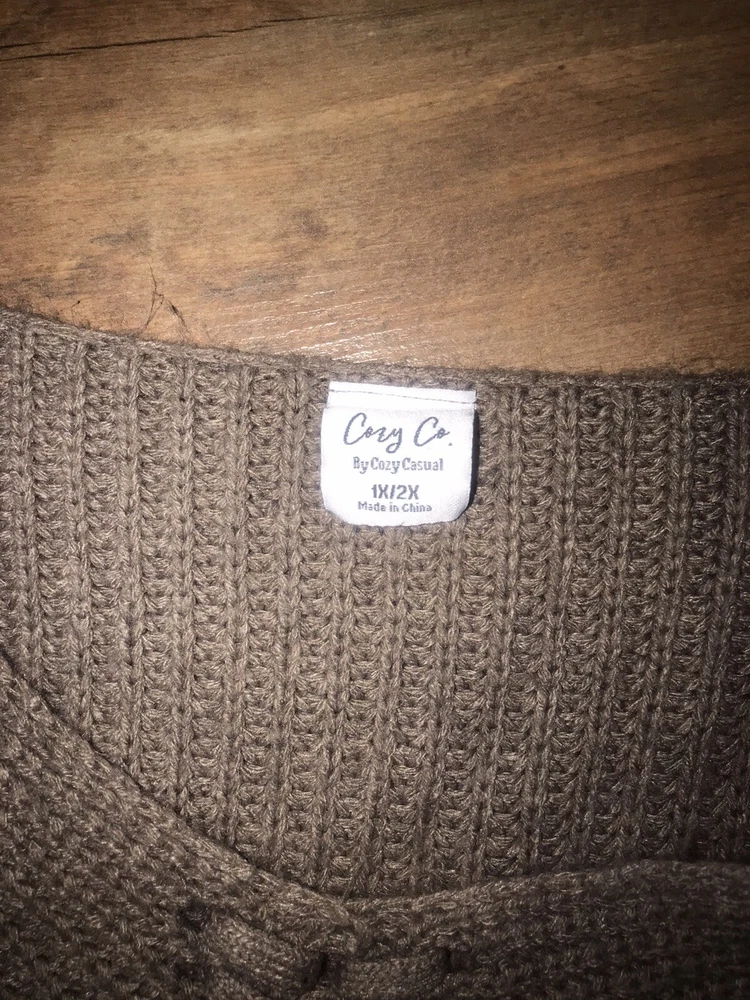 Cozy Co.
By Cozy Casual
1X/2X
Made in China